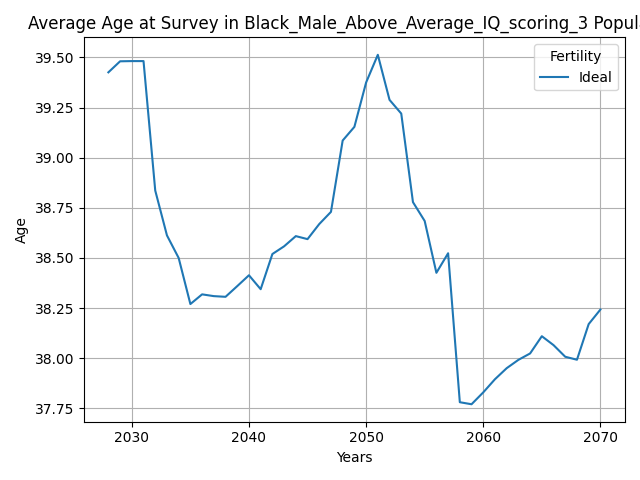 Average Age at Survey in Black_Male_Above_Average_IQ_scoring_3 Popul
39.50
39.25
39.00
38.75
38.50
38.25
38.00
37.75
Age
Fertility
Ideal
2030 2040 2050 2060 2070
Years